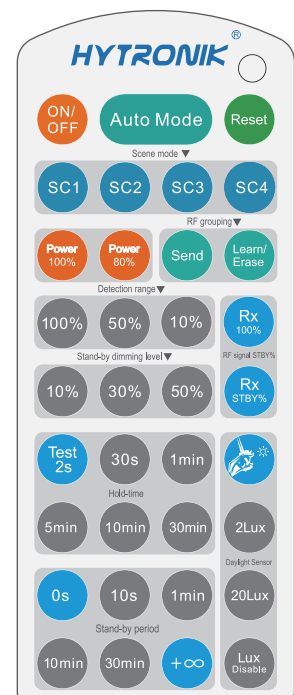 HYTRONIK®
ON/
OFF
Auto Mode
Reset
Scene mode ▼
SC1 SC2 SC3 SC4
RF grouping▼
Power
100%
Power
80%
Send
Learn/
Erase
Detection range▼
100% 50% 10%
Rx
100%
Stand-by dimming level▼
RF signal STBY%
10% 30% 50%
Rx
STBY%
Test
2s
30s 1min
Hold-time
5min 10min 30min
2Lux
Daylight Sensor
0s 10s 1min
20Lux
Stand-by period
10min 30min +∞
Lux
Disable